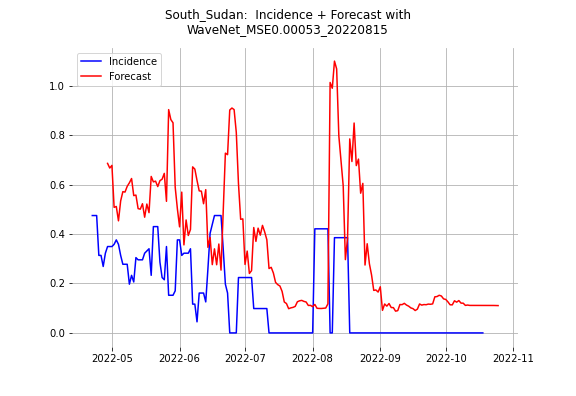 South_Sudan:  Incidence + Forecast with
WaveNet_MSE0.00053_20220815
Incidence
Forecast
1.0
0.8
0.6
0.4
0.2
0.0
2022-05 2022-06 2022-07 2022-08 2022-09 2022-10 2022-11